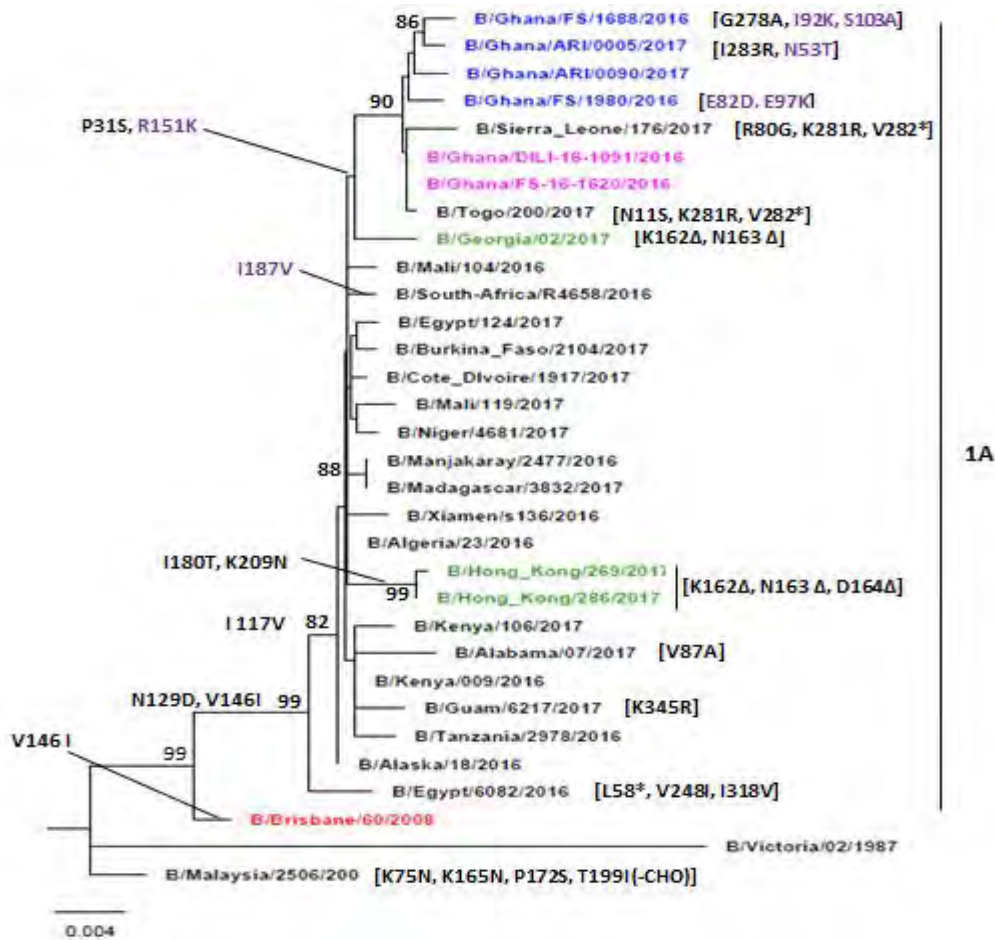 86
B/Ghana/FS/1688/2016 [G278A, I92K, S103A]
B/Ghana/ARI/0005/2017 [I283R, N53T]
B/Ghana/ARI/0090/2017
90
B/Ghana/FS/1980/2016 [E82D, E97K]
P31S, R151K
B/Sierra_Leone/176/2017 [R80G, K281R, V282*]
B/Ghana/DILI-16-1091/2016
B/Ghana/FS-16-1620/2016
B/Togo/200/2017 [N11S, K281R, V282*]
B/Georgia/02/2017 [K162Δ, N163 Δ]
I187V
B/Mali/104/2016
B/South-Africa/R4658/2016
B/Egypt/124/2017
B/Burkina_Faso/2104/2017
B/Cote_DIvoire/1917/2017
B/Mali/119/2017
B/Niger/4681/2017
1A
88
B/Manjakaray/2477/2016
B/Madagascar/3832/2017
B/Xiamen/s136/2016
B/Algeria/23/2016
I180T, K209N
B/Hong_Kong/269/2017
99
B/Hong_Kong/286/2017
[K162Δ, N163 Δ, D164Δ]
I 117V
82
B/Kenya/106/2017
B/Alabama/07/2017 [V87A]
B/Kenya/009/2016
N129D, V146I
99
B/Guam/6217/2017 [K345R]
B/Tanzania/2978/2016
V146 I
99
B/Alaska/18/2016
B/Egypt/6082/2016 [L58*, V248I, I318V]
B/Brisbane/60/2008
B/Victoria/02/1987
B/Malaysia/2506/200 [K75N, K165N, P172S, T199I(-CHO)]
0.004